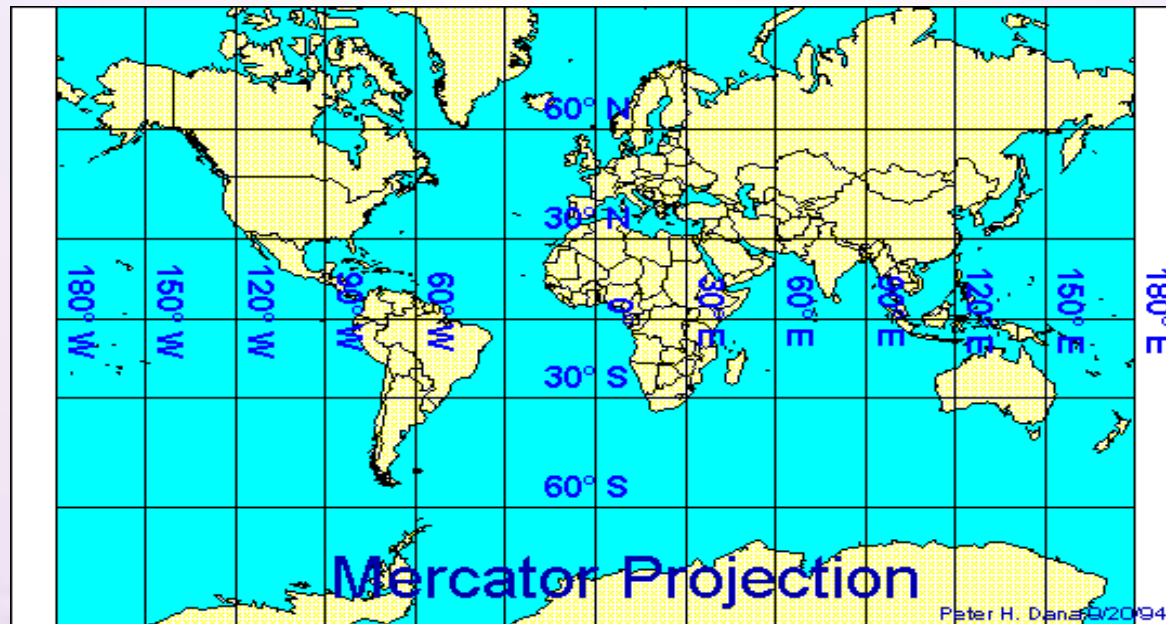 60° N
30° N
180° W
150° W
120° W
90° W
60° W
0°
30° E
60° E
90° E
120° E
150° E
180°
30° S
60° S
Mercator Projection
Peter H. Dana 9/20/94